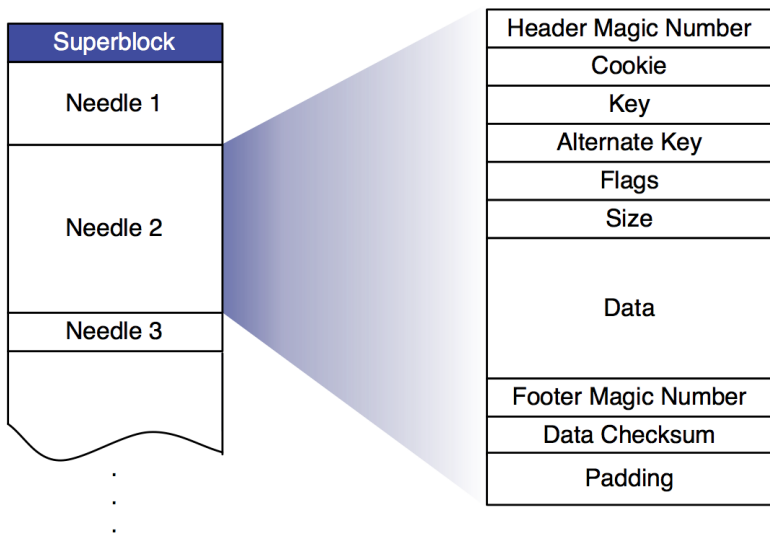 Superblock
Needle 1
Needle 2
Needle 3
.
.
.
Header Magic Number
Cookie
Key
Alternate Key
Flags
Size
Data
Footer Magic Number
Data Checksum
Padding